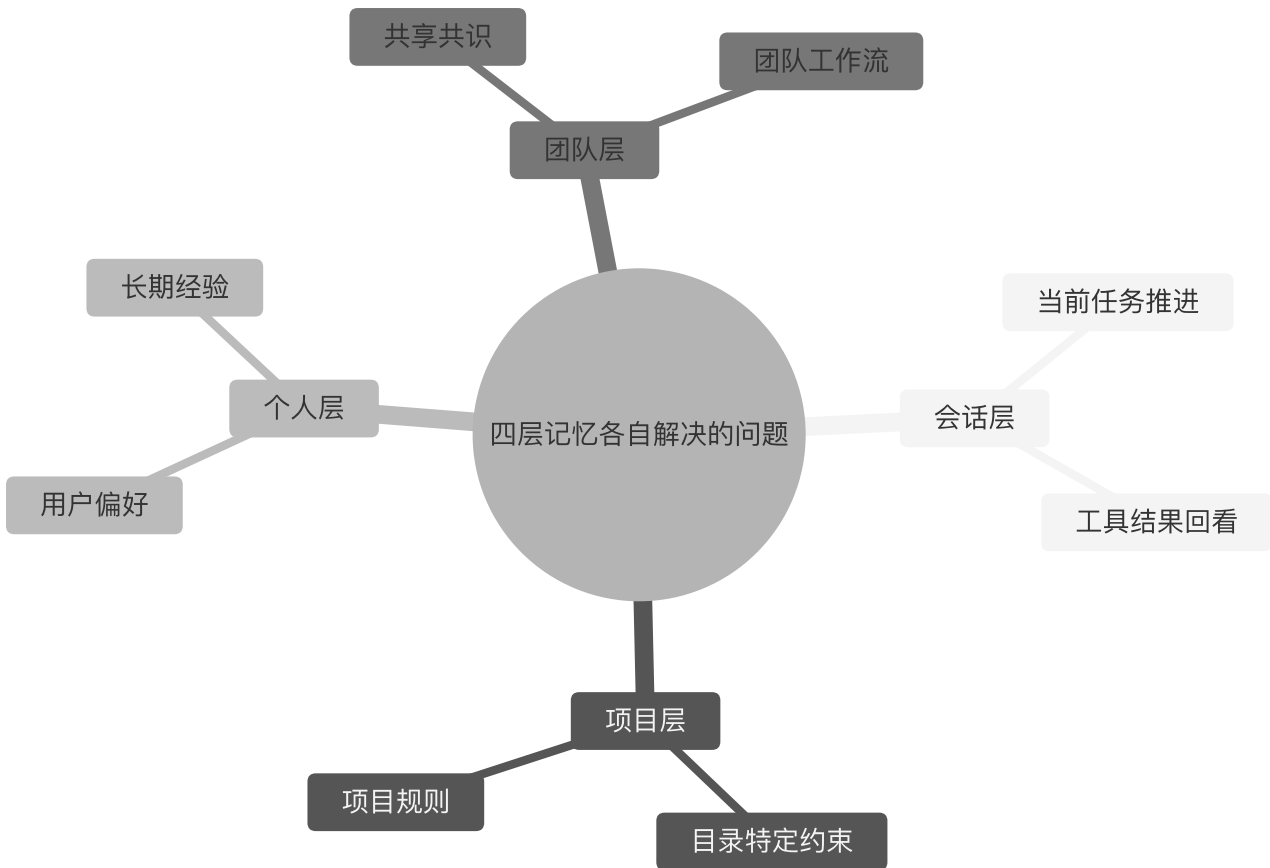 共享共识
团队工作流
团队层
长期经验
当前任务推进
个人层
会话层
四层记忆各自解决的问题
用户偏好
工具结果回看
项目层
项目规则
目录特定约束